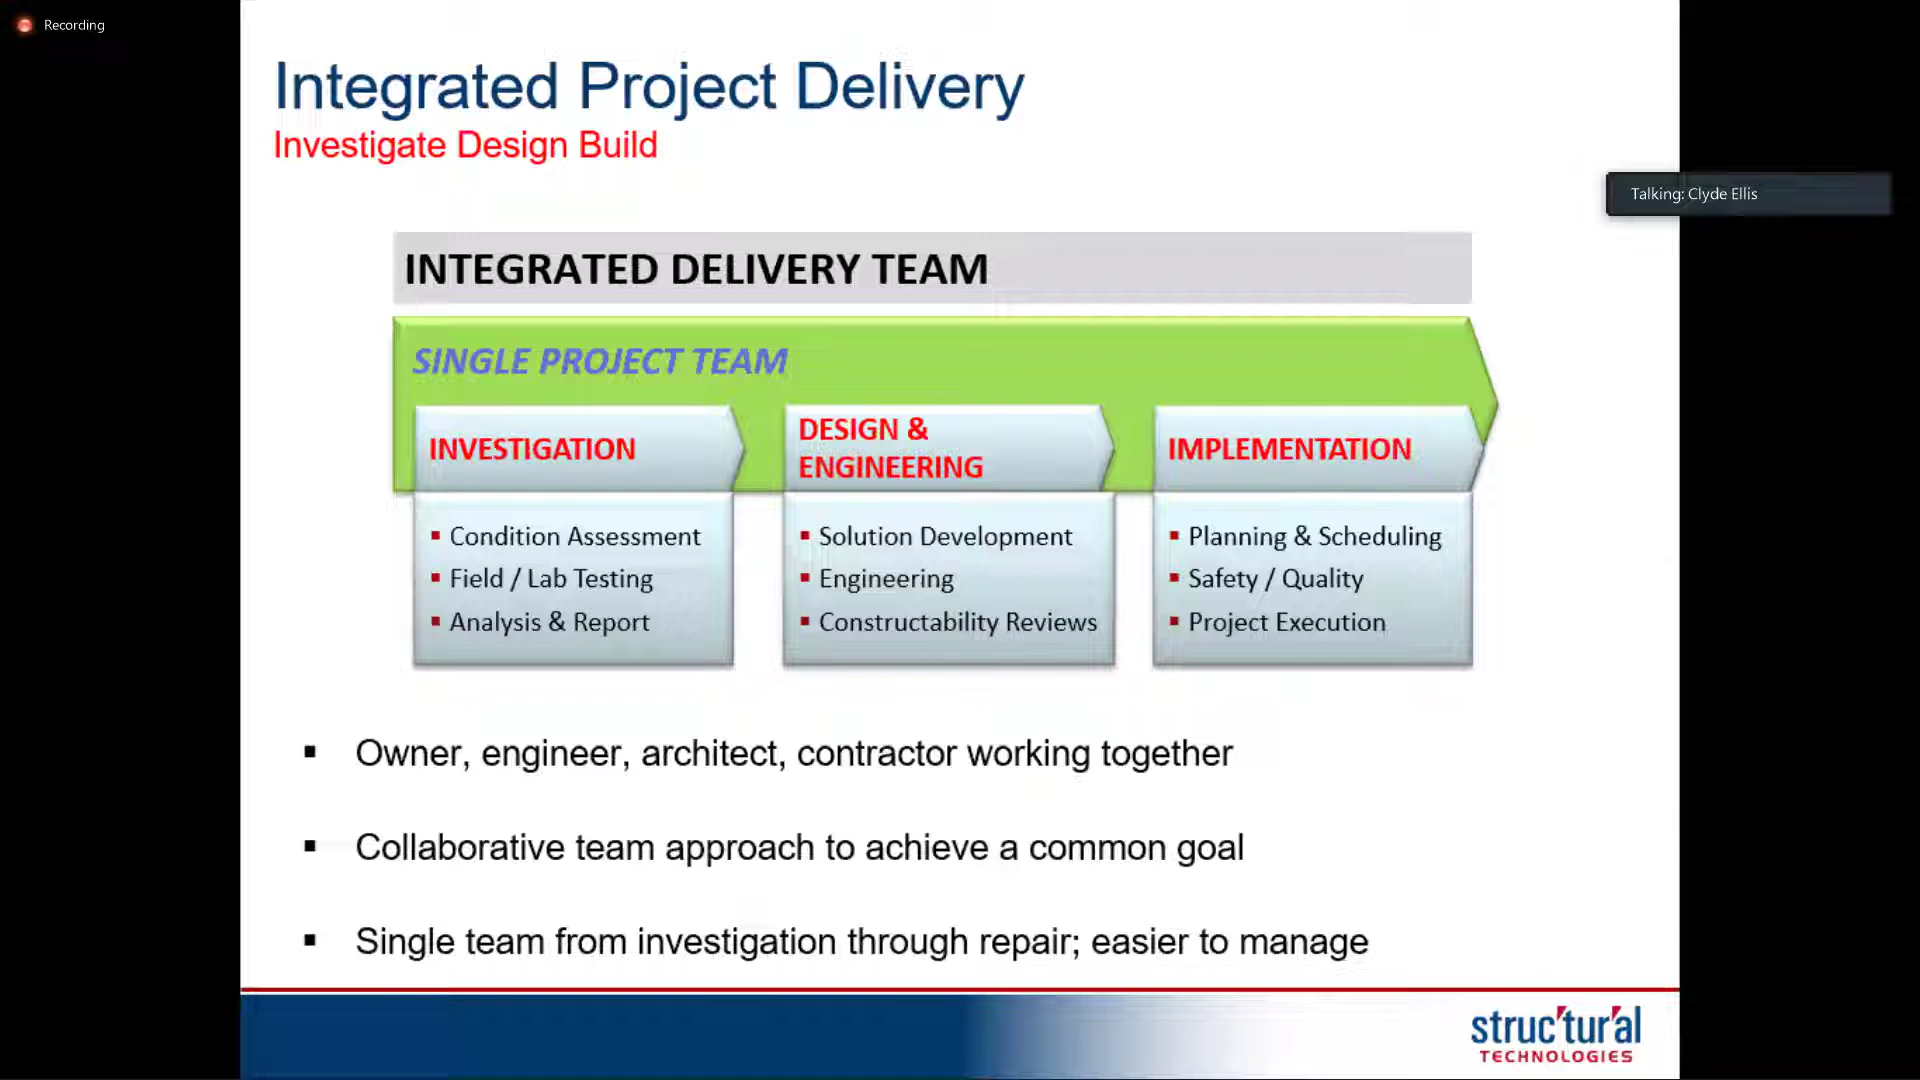 Recording
Integrated Project Delivery
Investigate Design Build
Talking: Clyde Ellis
INTEGRATED DELIVERY TEAM
SINGLE PROJECT TEAM
INVESTIGATION
▪ Condition Assessment
▪ Field / Lab Testing
▪ Analysis & Report
DESIGN &
ENGINEERING
▪ Solution Development
▪ Engineering
▪ Constructability Reviews
IMPLEMENTATION
▪ Planning & Scheduling
▪ Safety / Quality
▪ Project Execution
▪ Owner, engineer, architect, contractor working together
▪ Collaborative team approach to achieve a common goal
▪ Single team from investigation through repair; easier to manage
struc'tur'al
TECHNOLOGIES